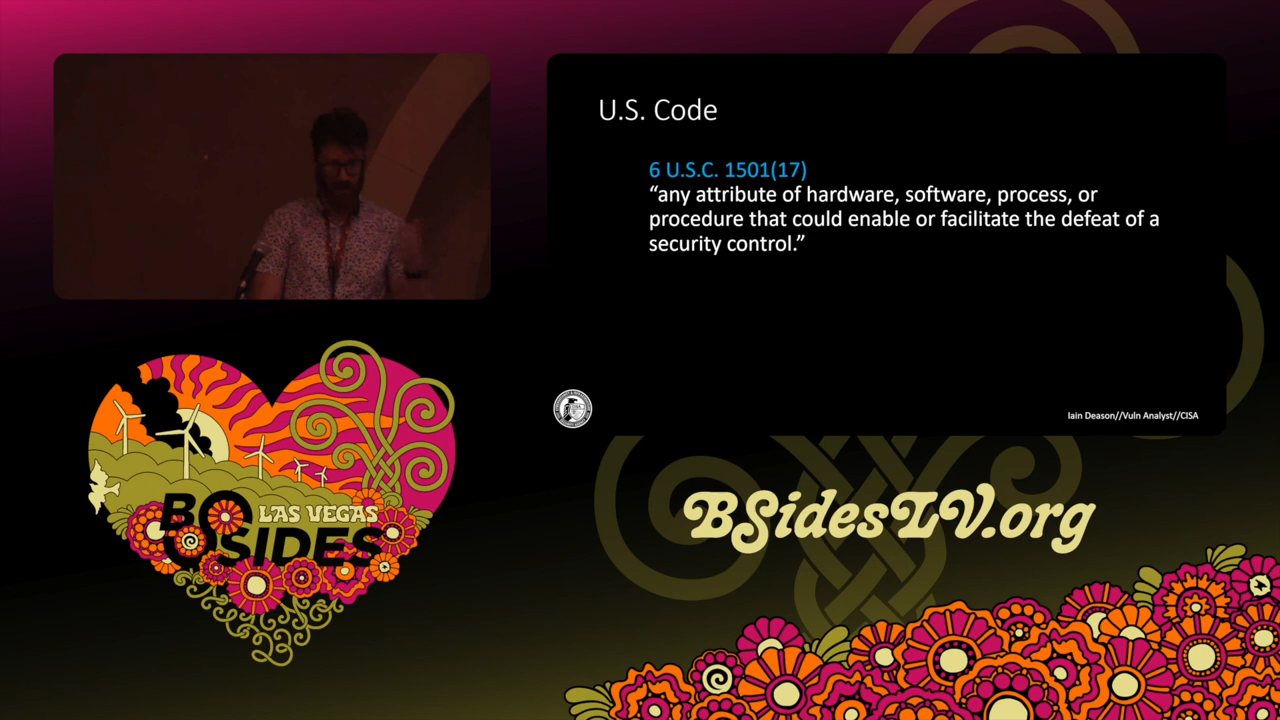 U.S. Code
6 U.S.C. 1501(17)
“any attribute of hardware, software, process, or
procedure that could enable or facilitate the defeat of a
security control.”
Iain Deason//Vuln Analyst//CISA
LAS VEGAS
BSIDES
BSidesLV.org